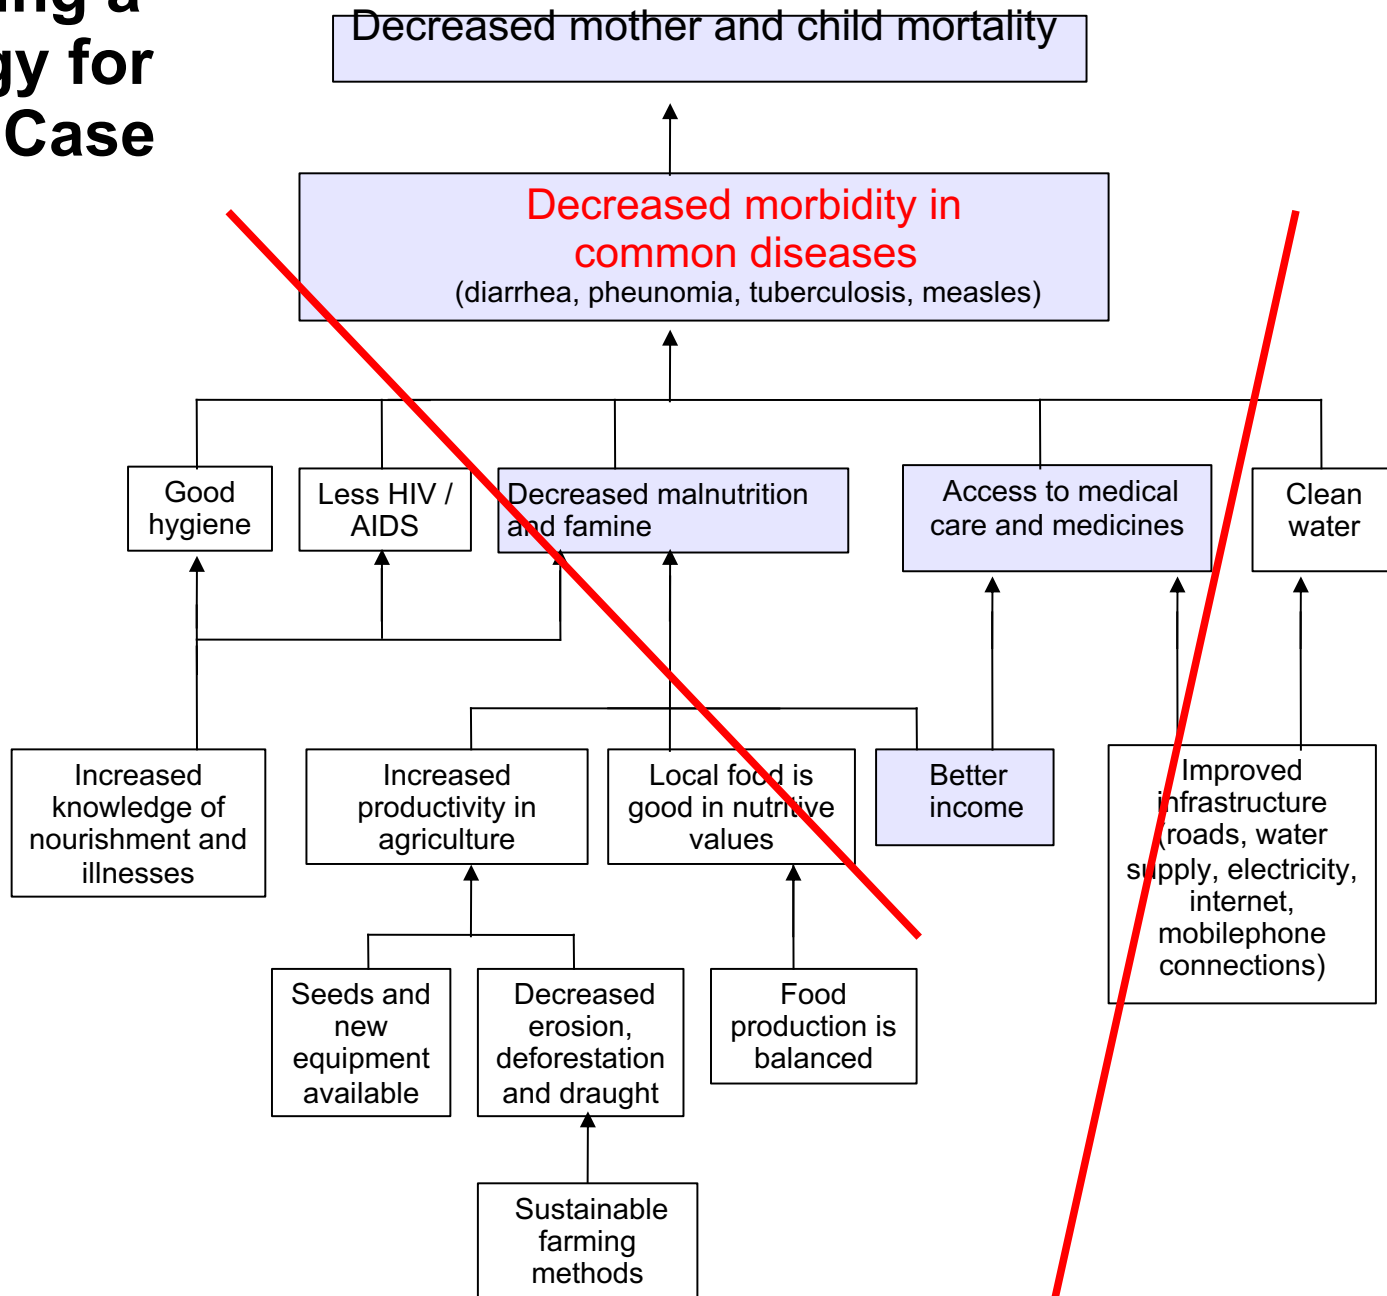 ing a
gy for
Case
Decreased mother and child mortality
Decreased morbidity in
common diseases
(diarrhea, pheunomia, tuberculosis, measles)
Good
hygiene
Less HIV /
AIDS
Decreased malnutrition
and famine
Access to medical
care and medicines
Clean
water
Increased
knowledge of
nourishment and
illnesses
Increased
productivity in
agriculture
Local food is
good in nutritive
values
Better
income
Improved
infrastructure
(roads, water
supply, electricity,
internet,
mobilephone
connections)
Seeds and
new
equipment
available
Decreased
erosion,
deforestation
and draught
Food
production is
balanced
Sustainable
farming
methods